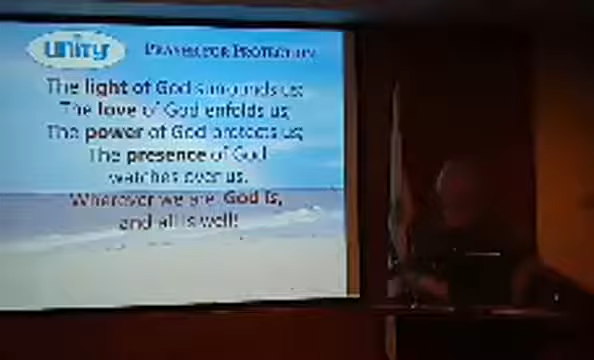 unity
PRAYER FOR PROTECTION
The light of God surrounds us;
The love of God enfolds us;
The power of God protects us;
The presence of God
watches over us.
Wherever we are, God is,
and all is well!